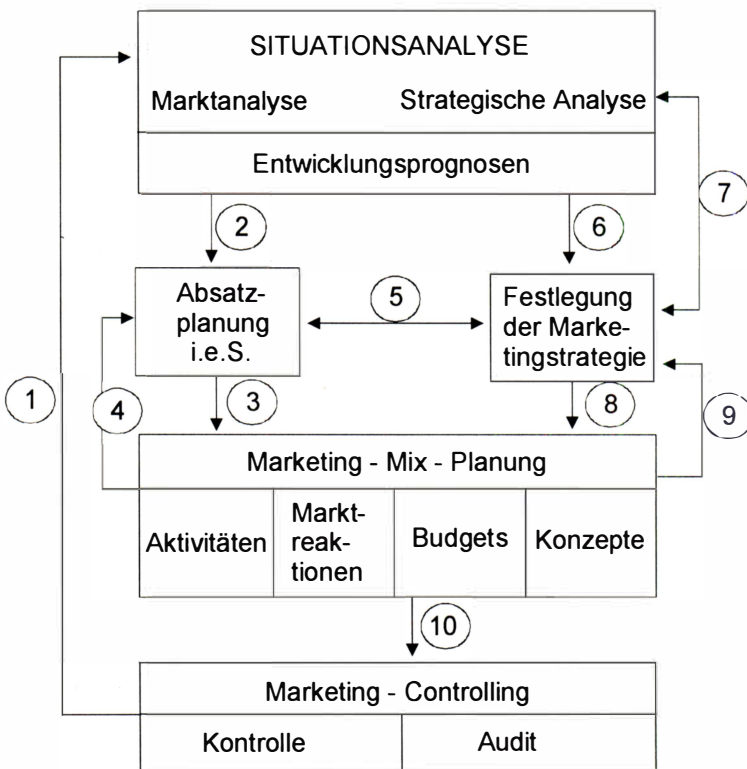 SITUATIONSANALYSE
Marktanalyse
Strategische Analyse
Entwicklungsprognosen
7
2
6
Absatz-
planung
i.e.S.
5
Festlegung
der Marke-
tingstrategie
1
4
3
8
9
Marketing - Mix - Planung
Aktivitäten
Markt-
reak-
tionen
Budgets
Konzepte
10
Marketing - Controlling
Kontrolle
Audit